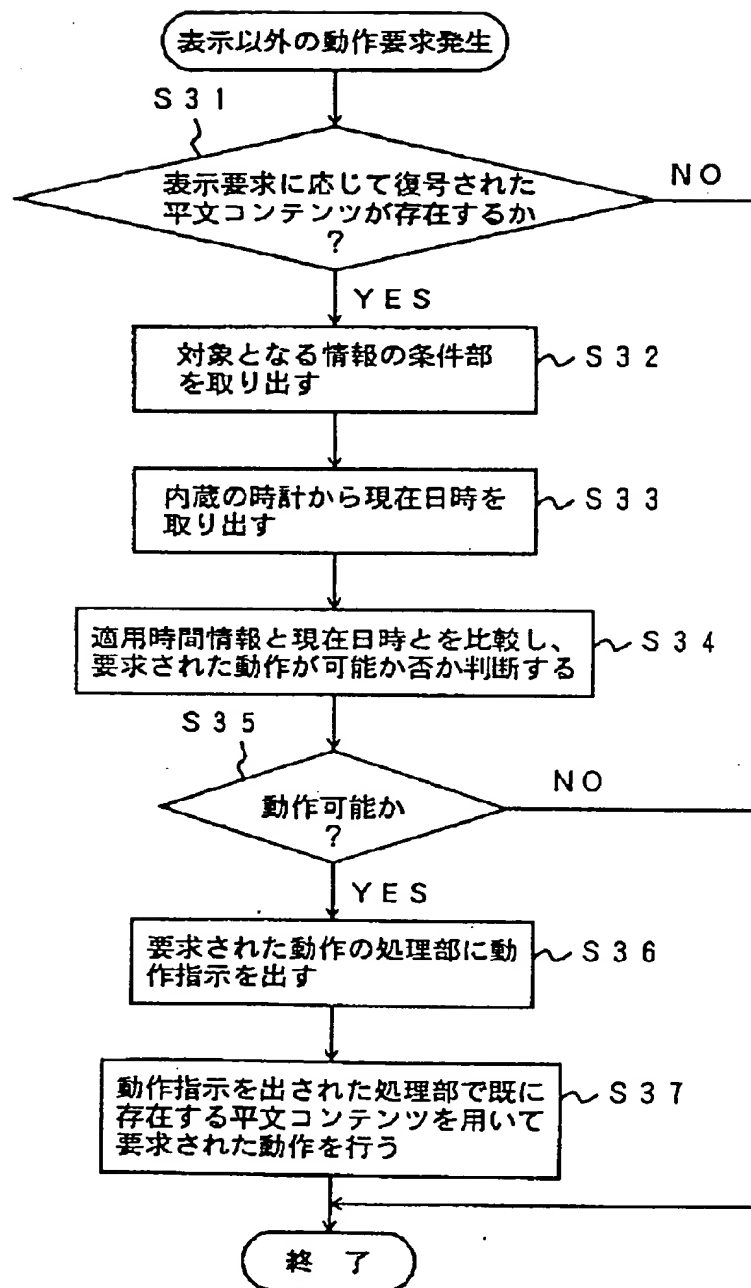 表示以外の動作要求発生
S31
表示要求に応じて復号された
平文コンテンツが存在するか
?
NO
YES
対象となる情報の条件部
を取り出す
S32
内蔵の時計から現在日時を
取り出す
S33
適用時間情報と現在日時とを比較し、
要求された動作が可能か否か判断する
S34
S35
動作可能か
?
NO
YES
要求された動作の処理部に動
作指示を出す
S36
動作指示を出された処理部で既に
存在する平文コンテンツを用いて
要求された動作を行う
S37
終 了